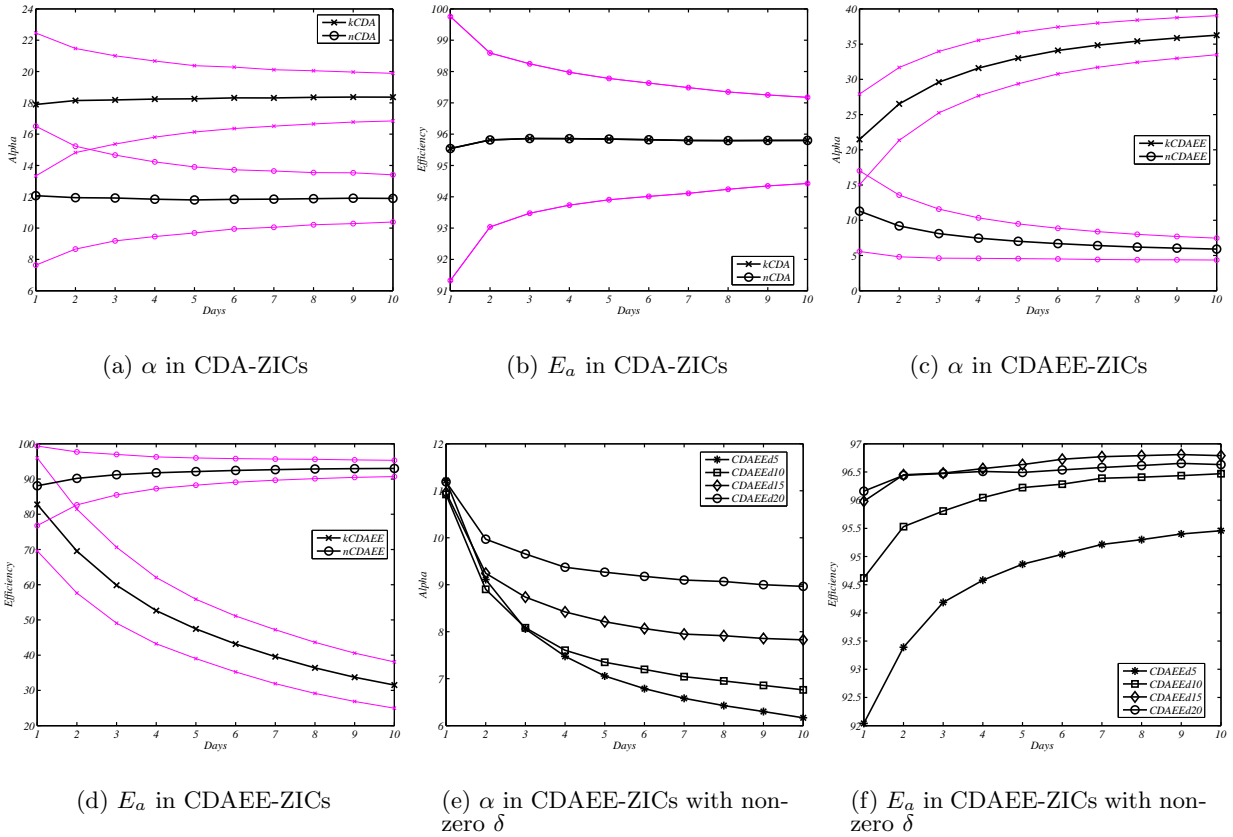 24
22
20
18
16
14
12
10
8
6
Alpha
1 2 3 4 5 6 7 8 9 10
Days
kCDA
nCDA
(a) α in CDA-ZICs
100
99
98
97
96
95
94
93
92
91
Efficiency
1 2 3 4 5 6 7 8 9 10
Days
kCDA
nCDA
(b) Ea in CDA-ZICs
40
35
30
25
20
15
10
5
0
Alpha
1 2 3 4 5 6 7 8 9 10
Days
kCDAEE
nCDAEE
(c) α in CDAEE-ZICs
100
90
80
70
60
50
40
30
20
Efficiency
1 2 3 4 5 6 7 8 9 10
Days
kCDAEE
nCDAEE
(d) Ea in CDAEE-ZICs
12
11
10
9
8
7
6
Alpha
1 2 3 4 5 6 7 8 9 10
Days
CDAEEd5
CDAEEd10
CDAEEd15
CDAEEd20
(e) α in CDAEE-ZICs with non-
zero δ
97
96.5
96
95.5
95
94.5
94
93.5
93
92.5
92
Efficiency
1 2 3 4 5 6 7 8 9 10
Days
CDAEEd5
CDAEEd10
CDAEEd15
CDAEEd20
(f) Ea in CDAEE-ZICs with non-
zero δ